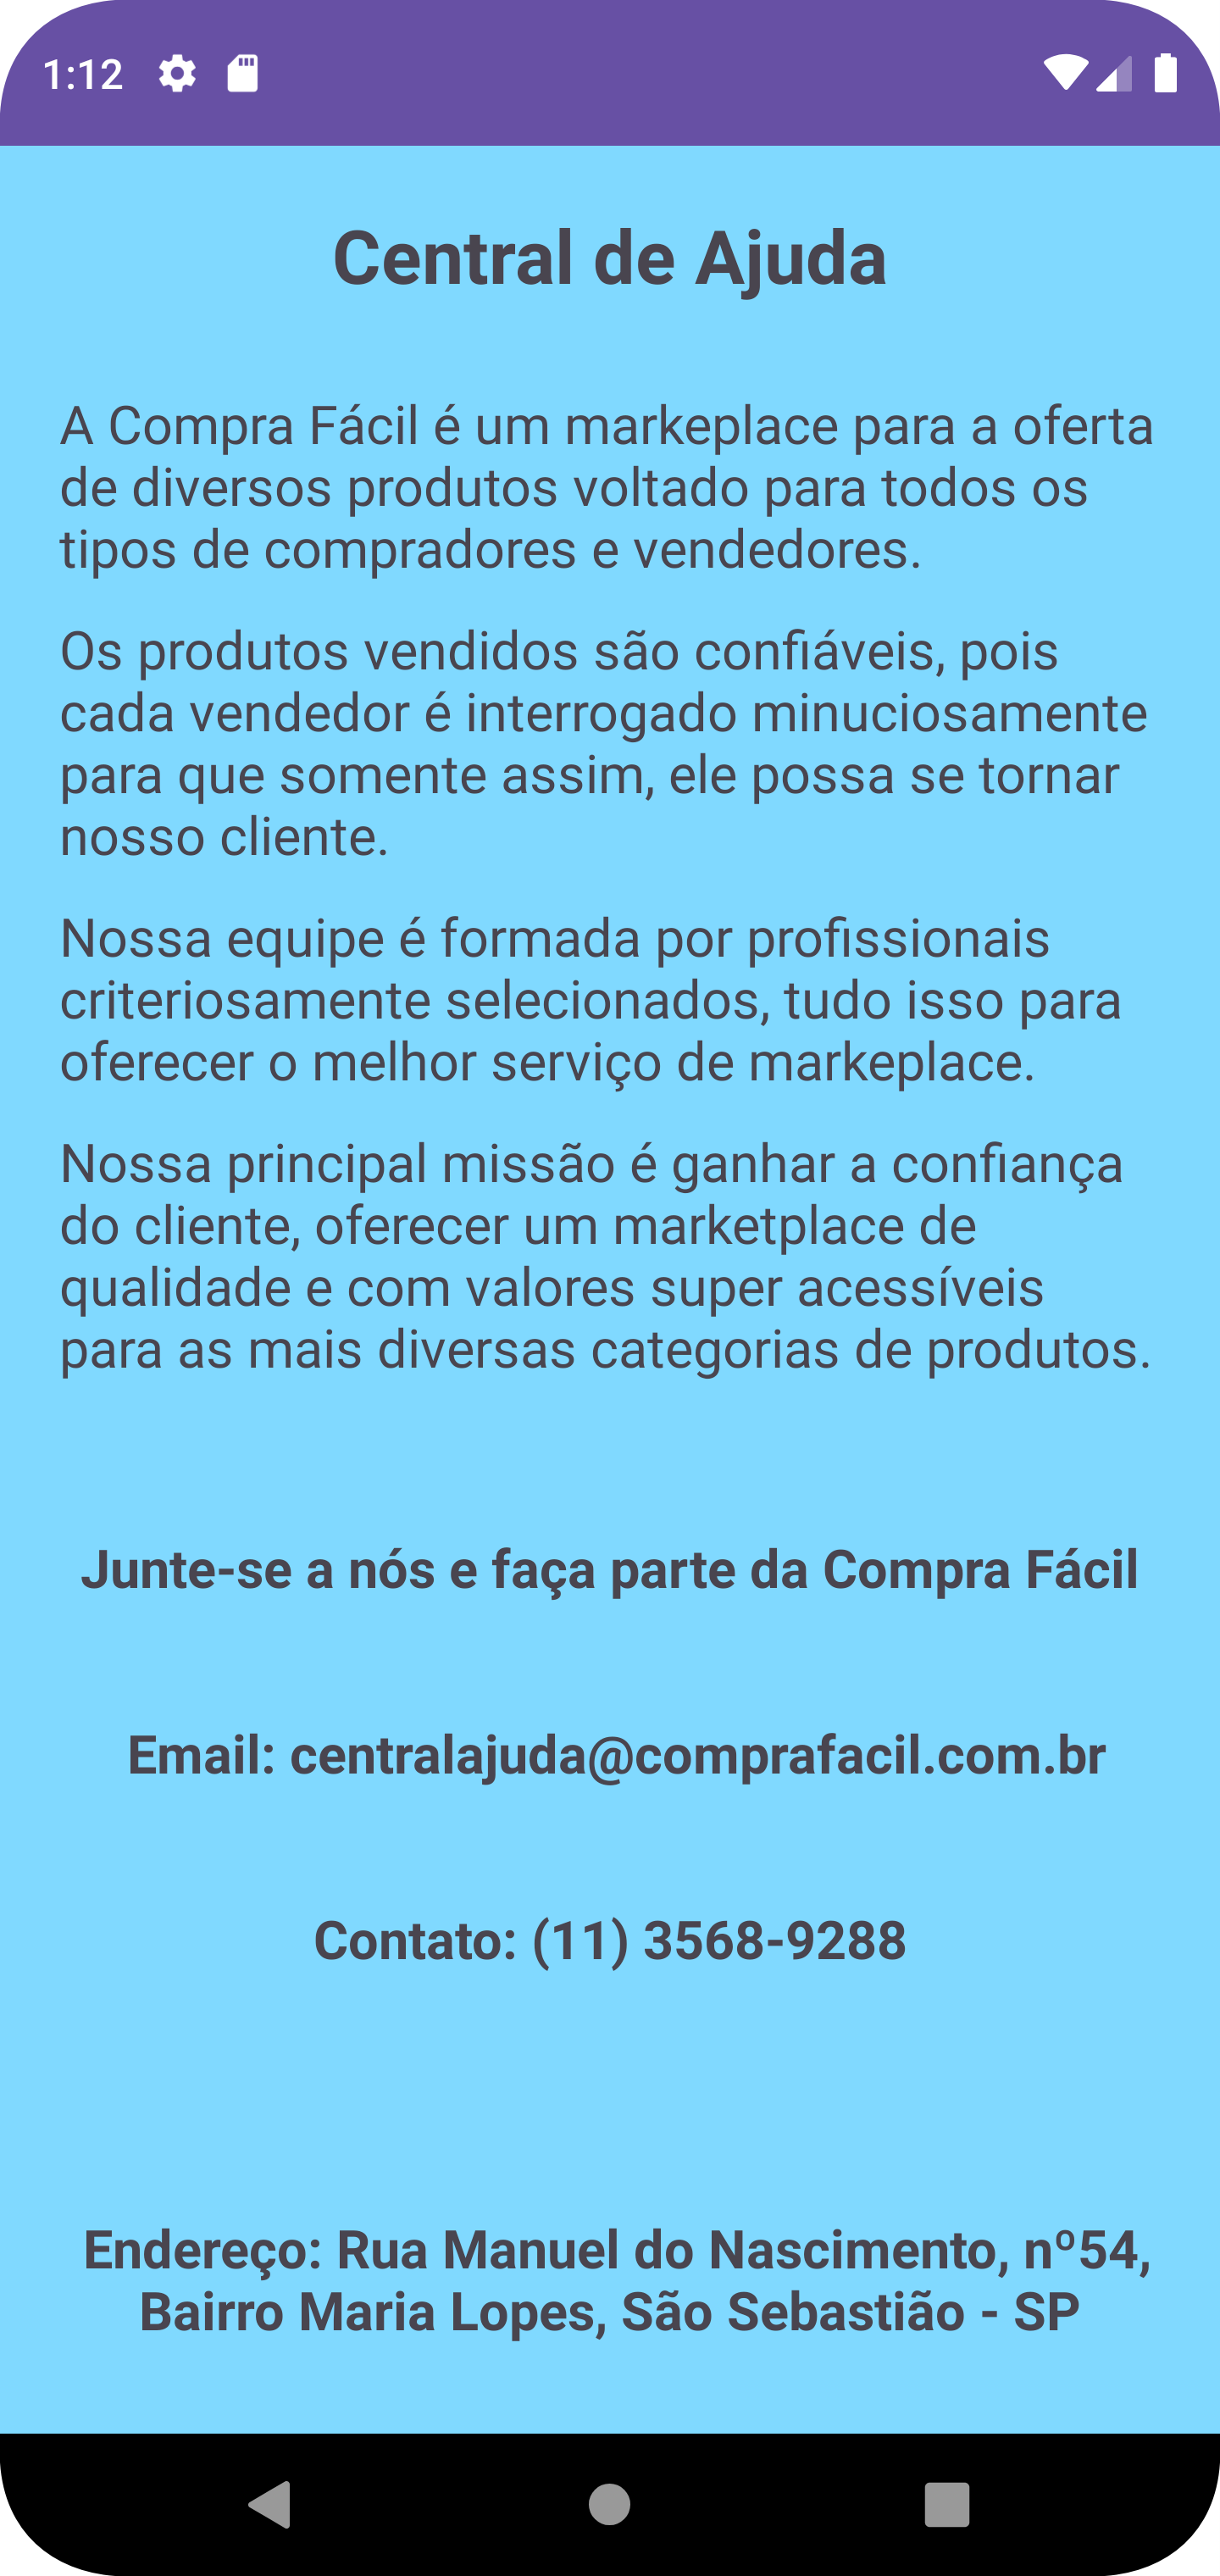 1:12
Central de Ajuda
A Compra Fácil é um markeplace para a oferta
de diversos produtos voltado para todos os
tipos de compradores e vendedores.
Os produtos vendidos são confiáveis, pois
cada vendedor é interrogado minuciosamente
para que somente assim, ele possa se tornar
nosso cliente.
Nossa equipe é formada por profissionais
criteriosamente selecionados, tudo isso para
oferecer o melhor serviço de markeplace.
Nossa principal missão é ganhar a confiança
do cliente, oferecer um marketplace de
qualidade e com valores super acessíveis
para as mais diversas categorias de produtos.
Junte-se a nós e faça parte da Compra Fácil
Email: centralajuda@comprafacil.com.br
Contato: (11) 3568-9288
Endereço: Rua Manuel do Nascimento, nº54,
Bairro Maria Lopes, São Sebastião - SP